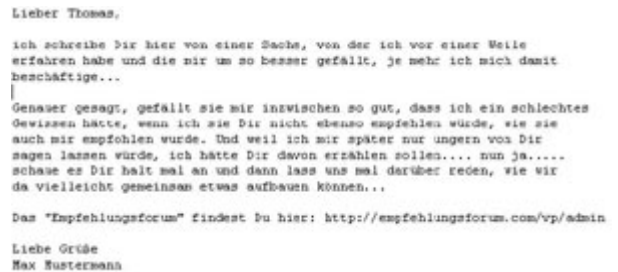 Lieber Thomas,
ich schreibe Dir hier von einer Sache, von der ich vor einer Weile
erfahren habe und die mir um so besser gefällt, je mehr ich mich damit
beschäftige...
Genauer gesagt, gefällt sie mir inzwischen so gut, dass ich ein schlechtes
Gewissen hätte, wenn ich sie Dir nicht ebenso empfehlen würde, wie sie
auch mir empfohlen wurde. Und weil ich mir später nur ungern von Dir
sagen lassen würde, ich hätte Dir davon erzählen sollen.... nun ja.....
schaue es Dir halt mal an und dann lass uns mal darüber reden, wie wir
da vielleicht gemeinsam etwas aufbauen können...
Das "Empfehlungsforum" findest Du hier: http://empfehlungsforum.com/vp/admin
Liebe Grüße
Max Mustermann